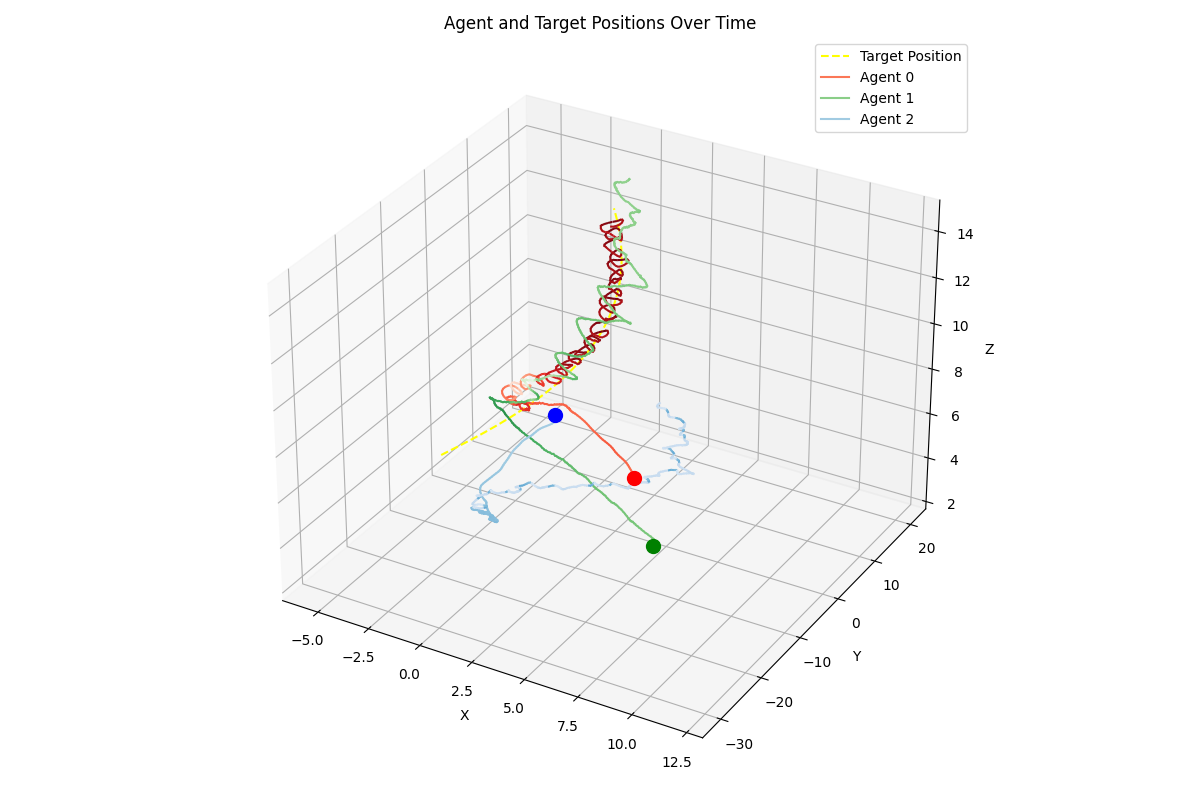 Agent and Target Positions Over Time
Target Position
Agent 0
Agent 1
Agent 2
14
12
10
8
6
4
2
Z
20
10
0
−10
−20
−30
Y
−5.0
−2.5
0.0
2.5
5.0
7.5
10.0
12.5
X